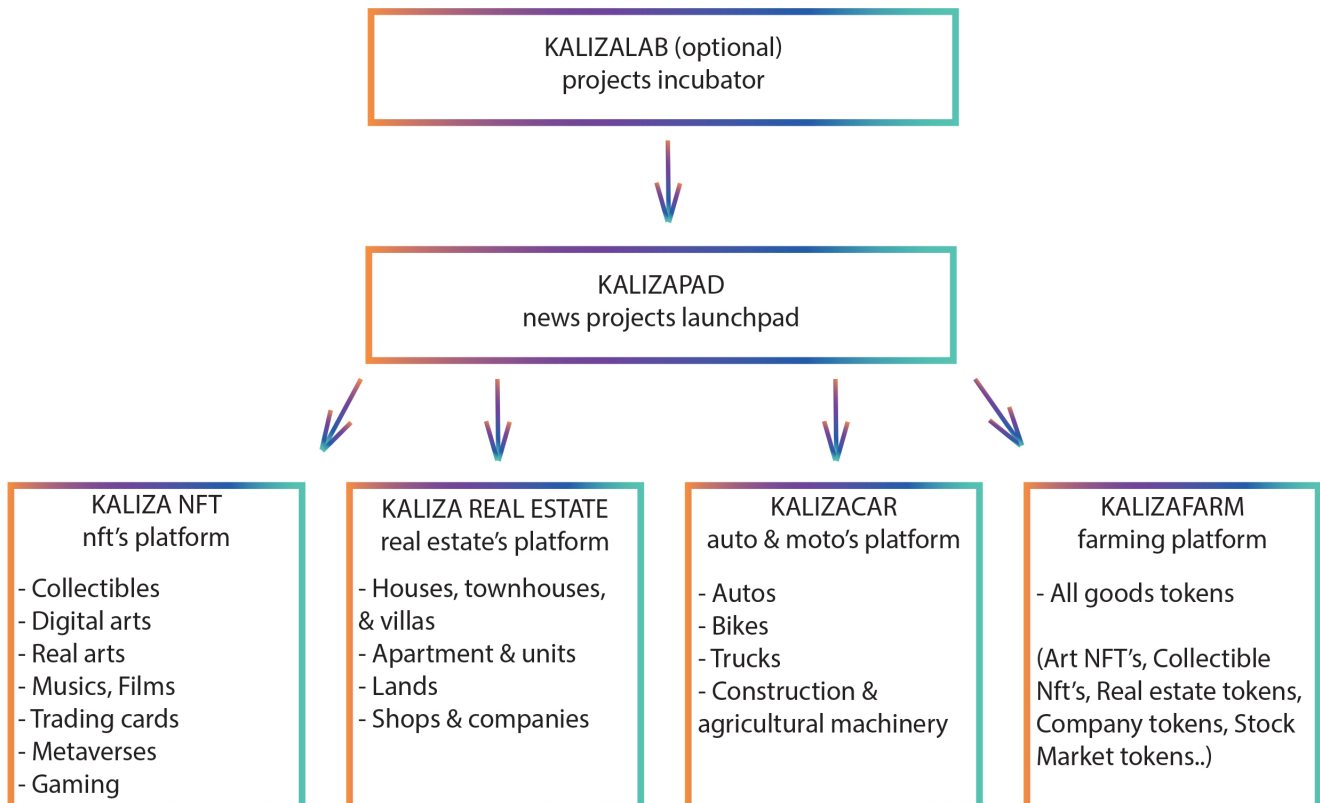 KALIZALAB (optional)
projects incubator
KALIZAPAD
news projects launchpad
KALIZA NFT
nft's platform
- Collectibles
- Digital arts
- Real arts
- Musics, Films
- Trading cards
- Metaverses
- Gaming
KALIZA REAL ESTATE
real estate's platform
- Houses, townhouses,
& villas
- Apartment & units
- Lands
- Shops & companies
KALIZACAR
auto & moto's platform
- Autos
- Bikes
- Trucks
- Construction &
agricultural machinery
KALIZAFARM
farming platform
- All goods tokens
(Art NFT's, Collectible
Nft's, Real estate tokens,
Company tokens, Stock
Market tokens..)